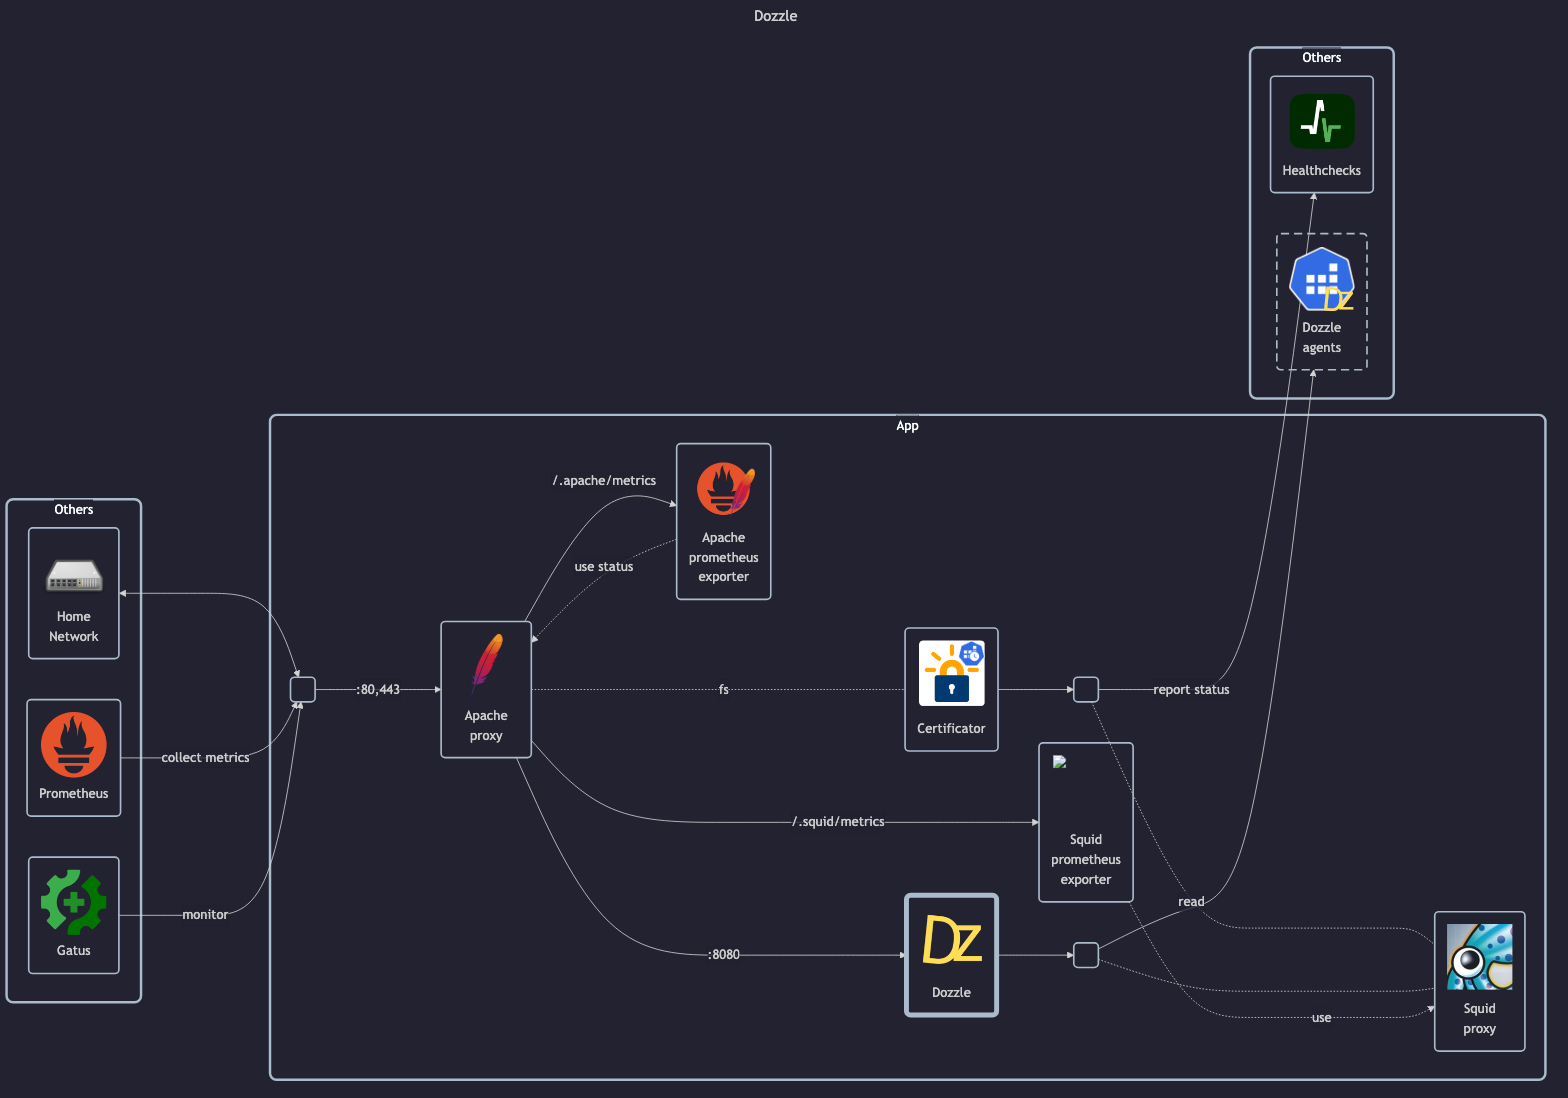 Dozzle
Others
Healthchecks
Dozzle
agents
App
/.apache/metrics
Apache
prometheus
exporter
use status
Others
Home
Network
:80,443
Apache
proxy
fs
Certificator
report status
collect metrics
Prometheus
/.squid/metrics
Squid
prometheus
exporter
monitor
Gatus
read
:8080
Dz
Dozzle
use
Squid
proxy
Dz